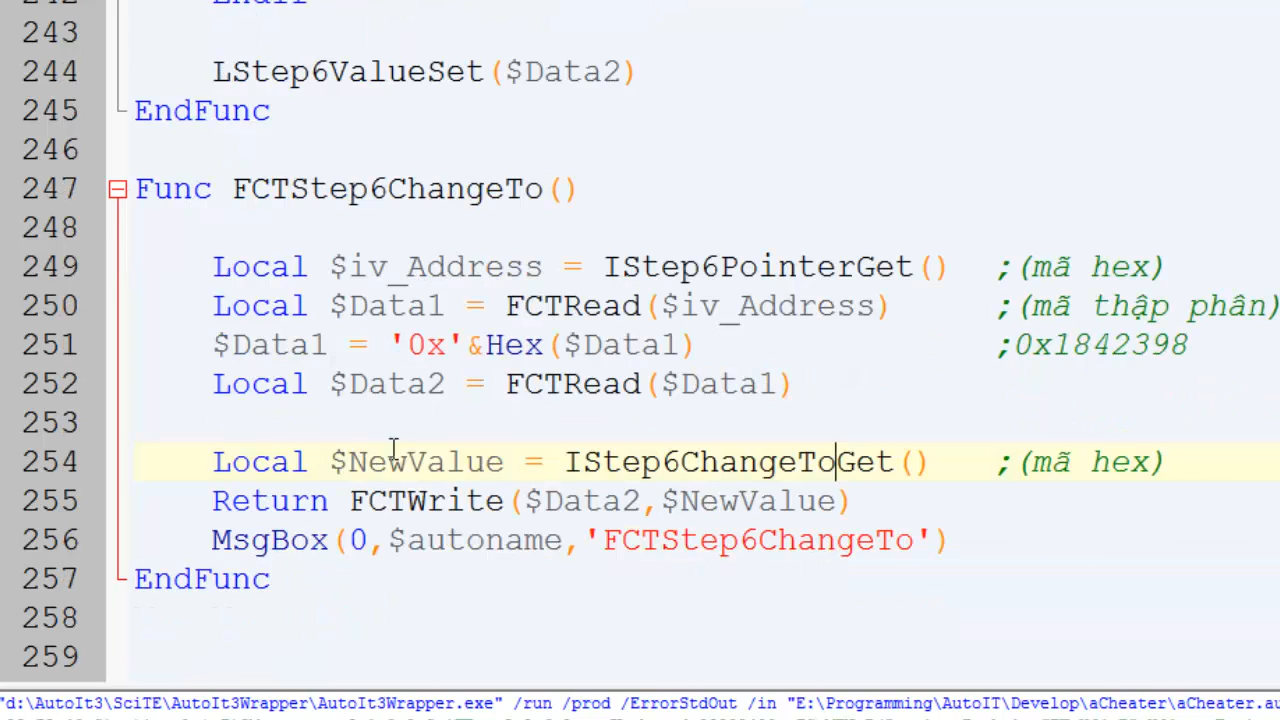 243
244 LStep6ValueSet($Data2)
245 EndFunc
246
247 Func FCTStep6ChangeTo()
248
249 Local $iv_Address = IStep6PointerGet() ;(mã hex)
250 Local $Data1 = FCTRead($iv_Address) ;(mã thập phân)
251 $Data1 = '0x'&Hex($Data1) ;0x1842398
252 Local $Data2 = FCTRead($Data1)
253
254 Local $NewValue = IStep6ChangeToGet() ;(mã hex)
255 Return FCTWrite($Data2,$NewValue)
256 MsgBox(0,$autoname,'FCTStep6ChangeTo')
257 EndFunc
258
259
"d:\AutoIt3\SciTE\AutoIt3Wrapper\AutoIt3Wrapper.exe" /run /prod /ErrorStdOut /in "E:\Programming\AutoIT\Develop\aCheater\aCheater.au